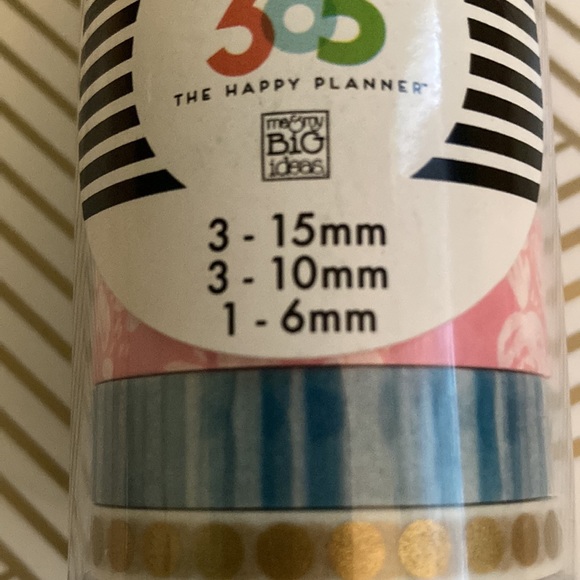 365
THE HAPPY PLANNER™
me&my
BiG
ideas
3 - 15mm
3 - 10mm
1 - 6mm